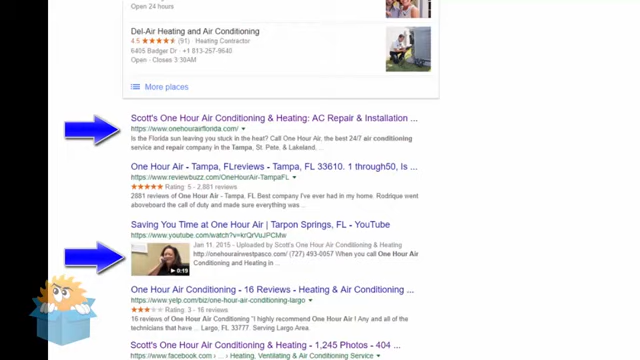 Open 24 hours
Del-Air Heating and Air Conditioning
4.5 (91) · Heating Contractor
6405 Badger Dr · +1 813-257-9640
Open · Closes 3:30AM
More places
Scott's One Hour Air Conditioning & Heating: AC Repair & Installation ...
https://www.onehourairflorida.com/
Is the Florida sun leaving you stuck in the heat? Call One Hour Air, the best 24/7 air conditioning
service and repair company in the Tampa, St. Pete, & Lakeland, ...
One Hour Air - Tampa, FLreviews - Tampa, FL 33610. 1 through50, Is ...
https://www.reviewbuzz.com/OneHourAir-TampaFL
Rating: 5 - 2,881 reviews
2881 reviews of One Hour Air - Tampa, FL Best company I've ever had in my home. Rodrique went
aboveboard the call of duty and made sure everything was...
Saving You Time at One Hour Air | Tarpon Springs, FL - YouTube
https://www.youtube.com/watch?v=krQrVuJPCMw
Jan 11, 2015 - Uploaded by Scott's One Hour Air Conditioning & Heating
http://onehourairwestpasco.com/ (727) 493-0057 When you call One Hour Air
Conditioning and Heating in ...
0:19
One Hour Air Conditioning - 16 Reviews - Heating & Air Conditioning ...
https://www.yelp.com/biz/one-hour-air-conditioning-largo
Rating: 3 - 16 reviews
16 reviews of One Hour Air Conditioning "I highly recommend One Hour Air ! Any and all of the
technicians that have ... Largo, FL 33777. Serving Largo Area.
Scott's One Hour Air Conditioning & Heating - 1,245 Photos - 404 ...
https://www.facebook.com › ... › Heating, Ventilating & Air Conditioning Service